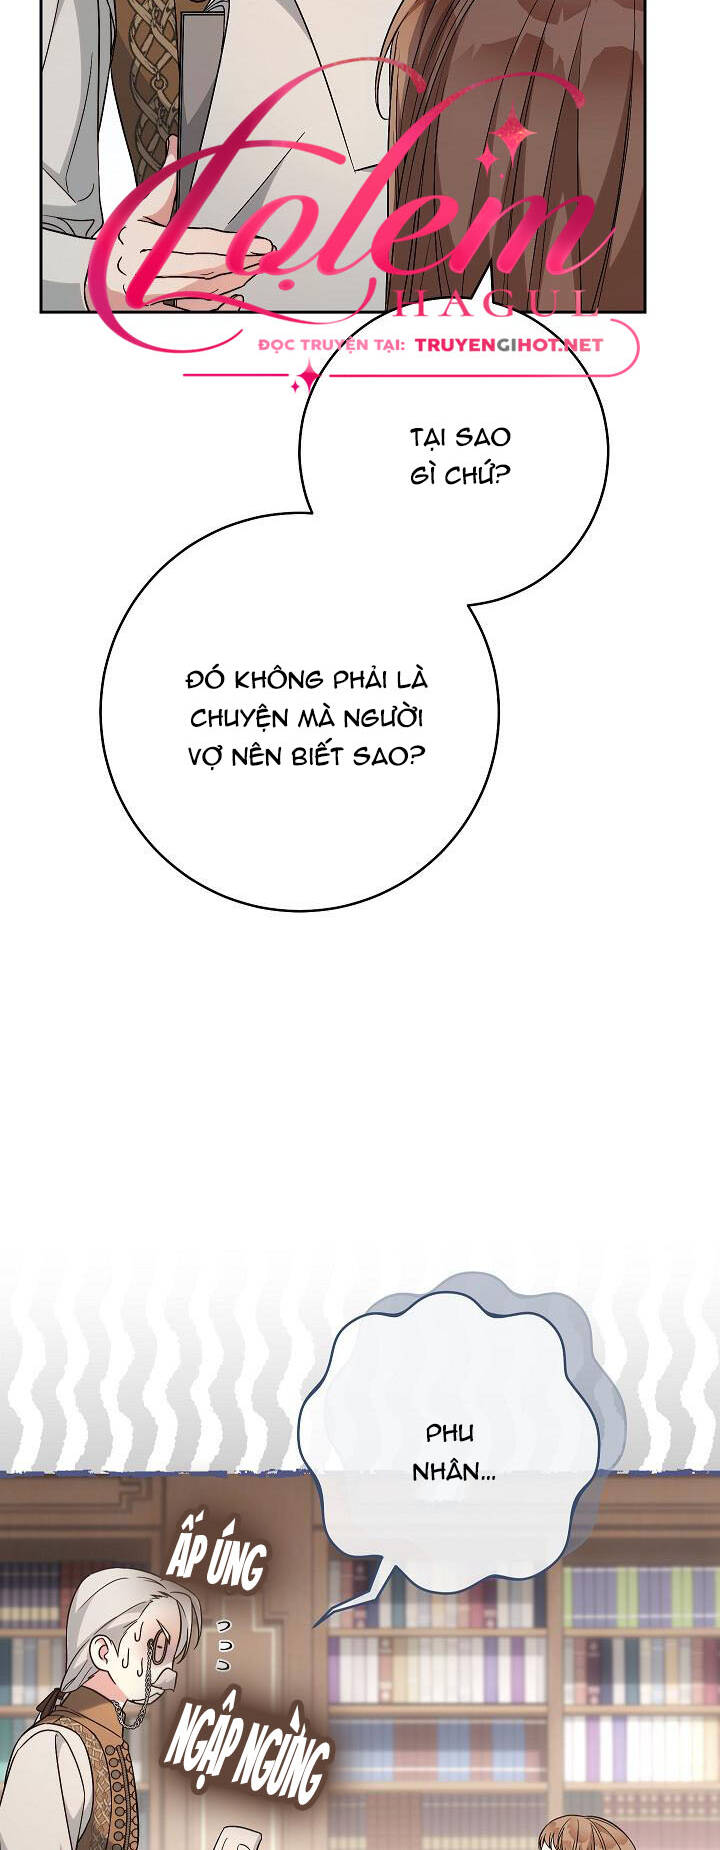 Lọlem
HAGUL
ĐỌC TRUYỆN TẠI: TRUYENGIHOT.NET
TẠI SAO
GÌ CHỨ?
ĐÓ KHÔNG PHẢI LÀ
CHUYỆN MÀ NGƯỜI
VỢ NÊN BIẾT SAO?
PHU
NHÂN...
ẤP ÚNG
NGẬP NGỪNG